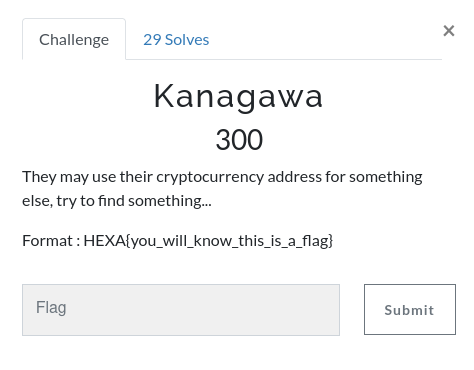 Challenge
29 Solves
×
Kanagawa
300
They may use their cryptocurrency address for something
else, try to find something...
Format : HEXA{you_will_know_this_is_a_flag}
Flag
Submit